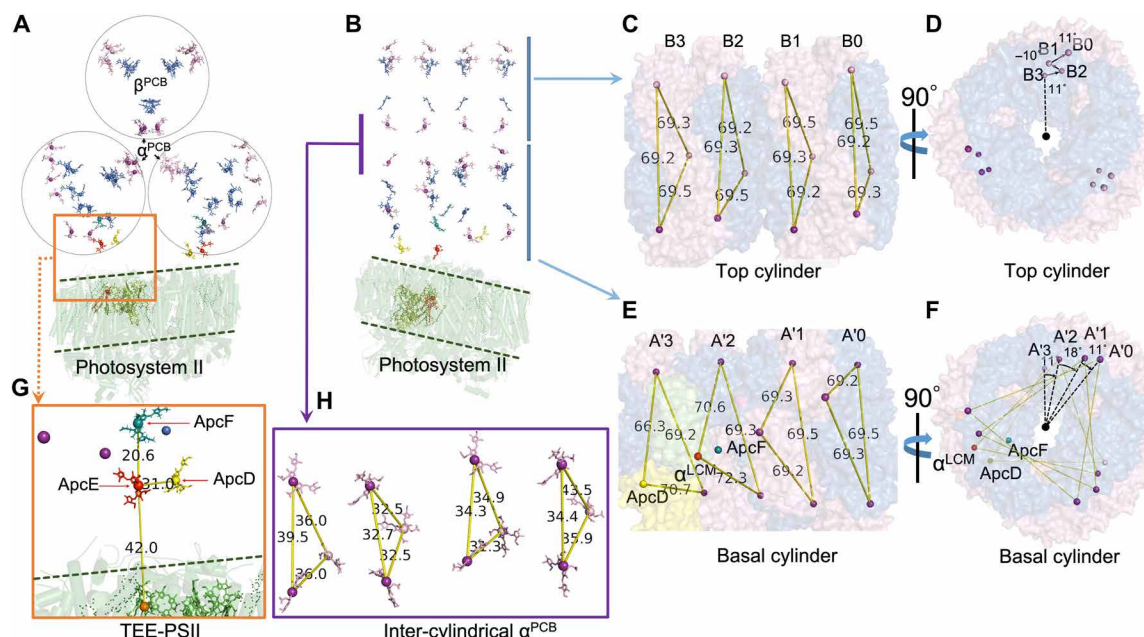 A
β^PCB
α^PCB
Photosystem II
B
Photosystem II
C
B3 B2 B1 B0
69.3
69.2
69.5
69.2
69.3
69.5
69.5
69.3
69.2
69.5
69.2
69.3
Top cylinder
90°
D
11°
B1 B0
−10°
B3 B2
11°
Top cylinder
E
A'3 A'2 A'1 A'0
66.3
69.2
70.7
70.6
69.3
72.3
69.3
69.5
69.2
69.2
69.5
69.3
ApcF
α^LCM
ApcD
Basal cylinder
90°
F
A'3 A'2 A'1 A'0
18° 11°
ApcF
α^LCM
ApcD
Basal cylinder
G
ApcF
20.6
ApcE
31.0
ApcD
42.0
TEE-PSII
H
36.0
39.5
36.0
32.5
32.7
32.5
34.9
34.3
43.5
34.4
35.9
Inter-cylindrical α^PCB